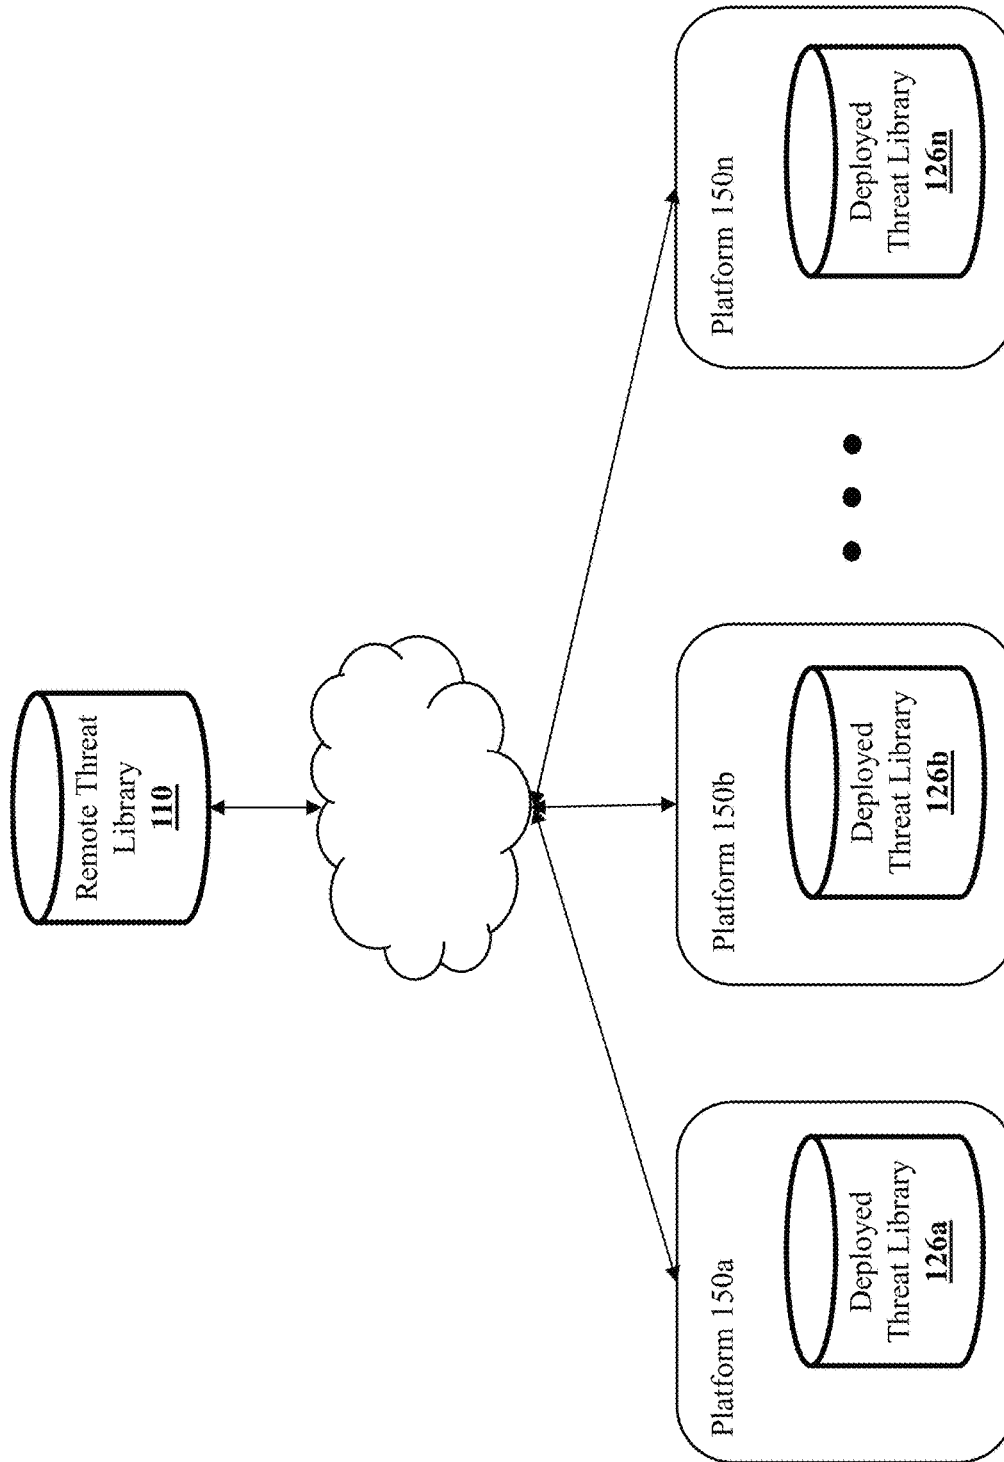 Remote Threat
Library
110
Platform 150a
Deployed
Threat Library
126a
Platform 150b
Deployed
Threat Library
126b
Platform 150n
Deployed
Threat Library
126n